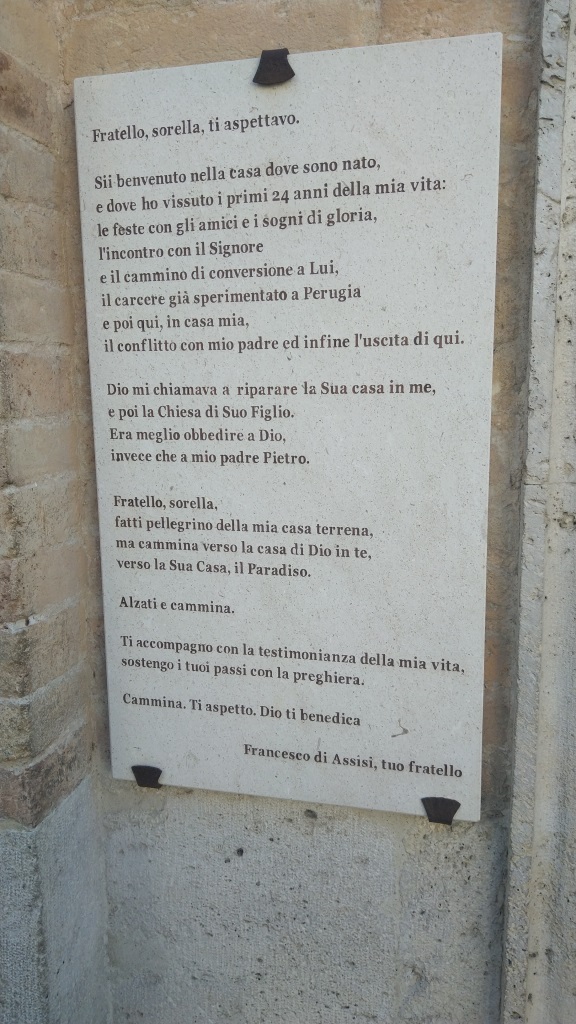 Fratello, sorella, ti aspettavo.
Sii benvenuto nella casa dove sono nato,
e dove ho vissuto i primi 24 anni della mia vita:
le feste con gli amici e i sogni di gloria,
l'incontro con il Signore
e il cammino di conversione a Lui,
il carcere già sperimentato a Perugia
e poi qui, in casa mia,
il conflitto con mio padre ed infine l'uscita di qui.
Dio mi chiamava a riparare la Sua casa in me,
e poi la Chiesa di Suo Figlio.
Era meglio obbedire a Dio,
invece che a mio padre Pietro.
Fratello, sorella,
fatti pellegrino della mia casa terrena,
ma cammina verso la casa di Dio in te,
verso la Sua Casa, il Paradiso.
Alzati e cammina.
Ti accompagno con la testimonianza della mia vita,
sostengo i tuoi passi con la preghiera.
Cammina. Ti aspetto. Dio ti benedica
Francesco di Assisi, tuo fratello